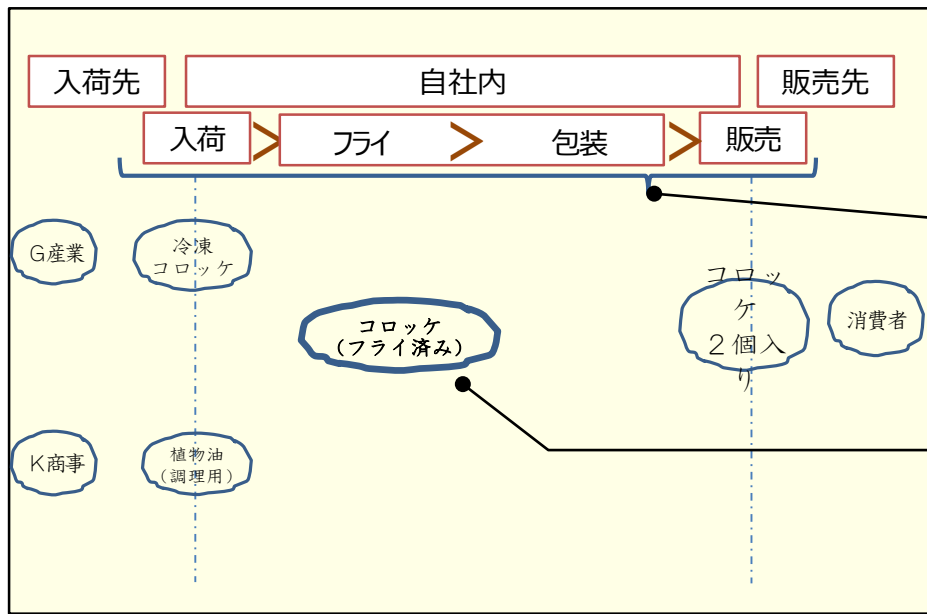 入荷先
自社内
販売先
入荷
フライ
包装
販売
G産業
冷凍
コロッケ
コロッ
ケ
２個入
り
消費者
コロッケ
(フライ済み)
K商事
植物油
(調理用)